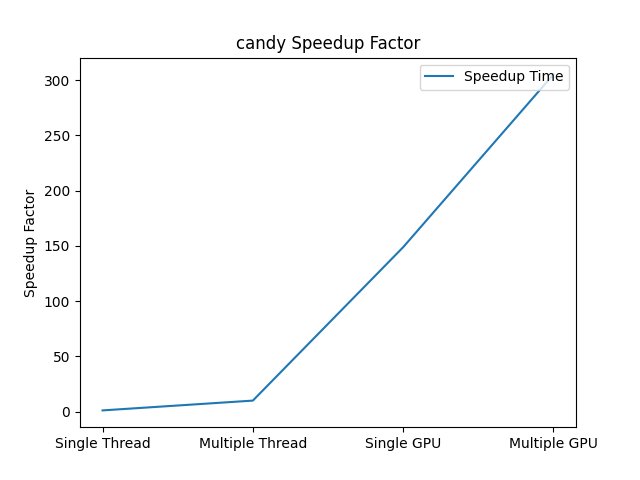 candy Speedup Factor
Speedup Time
Speedup Factor
300
250
200
150
100
50
0
Single Thread
Multiple Thread
Single GPU
Multiple GPU